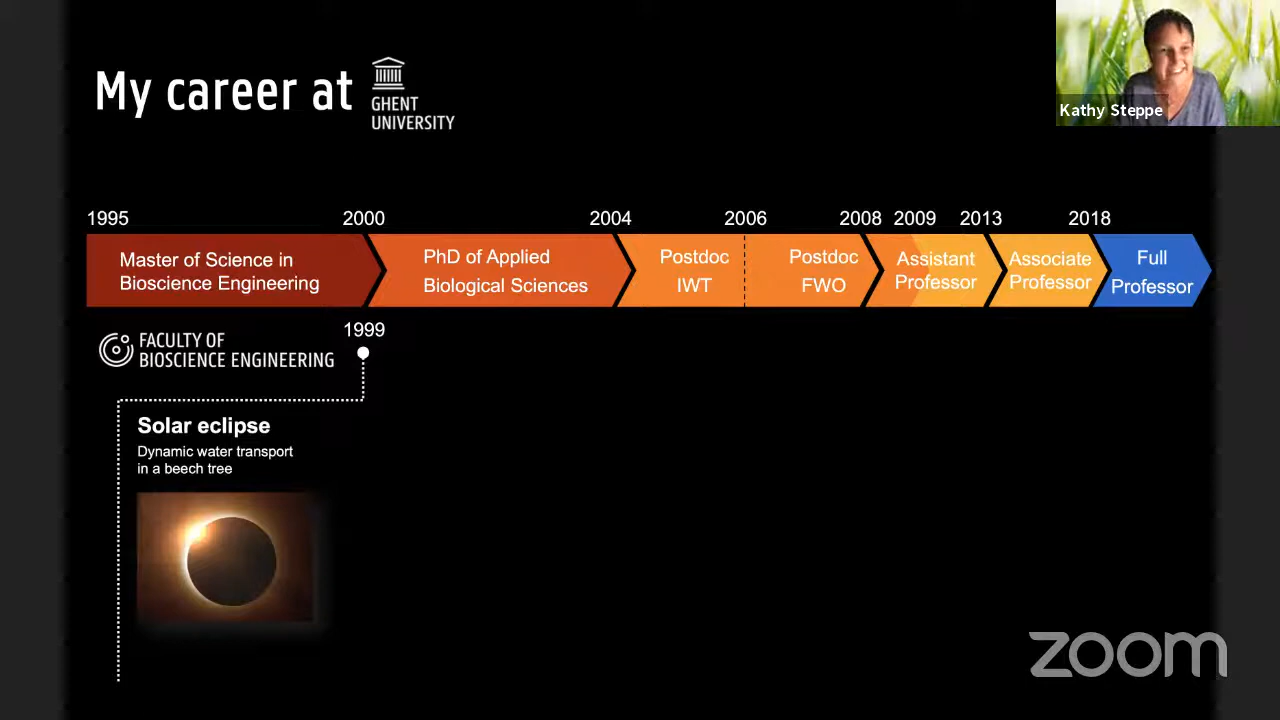 My career at
GHENT
UNIVERSITY
Kathy Steppe
1995 2000 2004 2006 2008 2009 2013 2018
Master of Science in
Bioscience Engineering
PhD of Applied
Biological Sciences
Postdoc
IWT
Postdoc
FWO
Assistant
Professor
Associate
Professor
Full
Professor
FACULTY OF
BIOSCIENCE ENGINEERING
1999
Solar eclipse
Dynamic water transport
in a beech tree
zoom